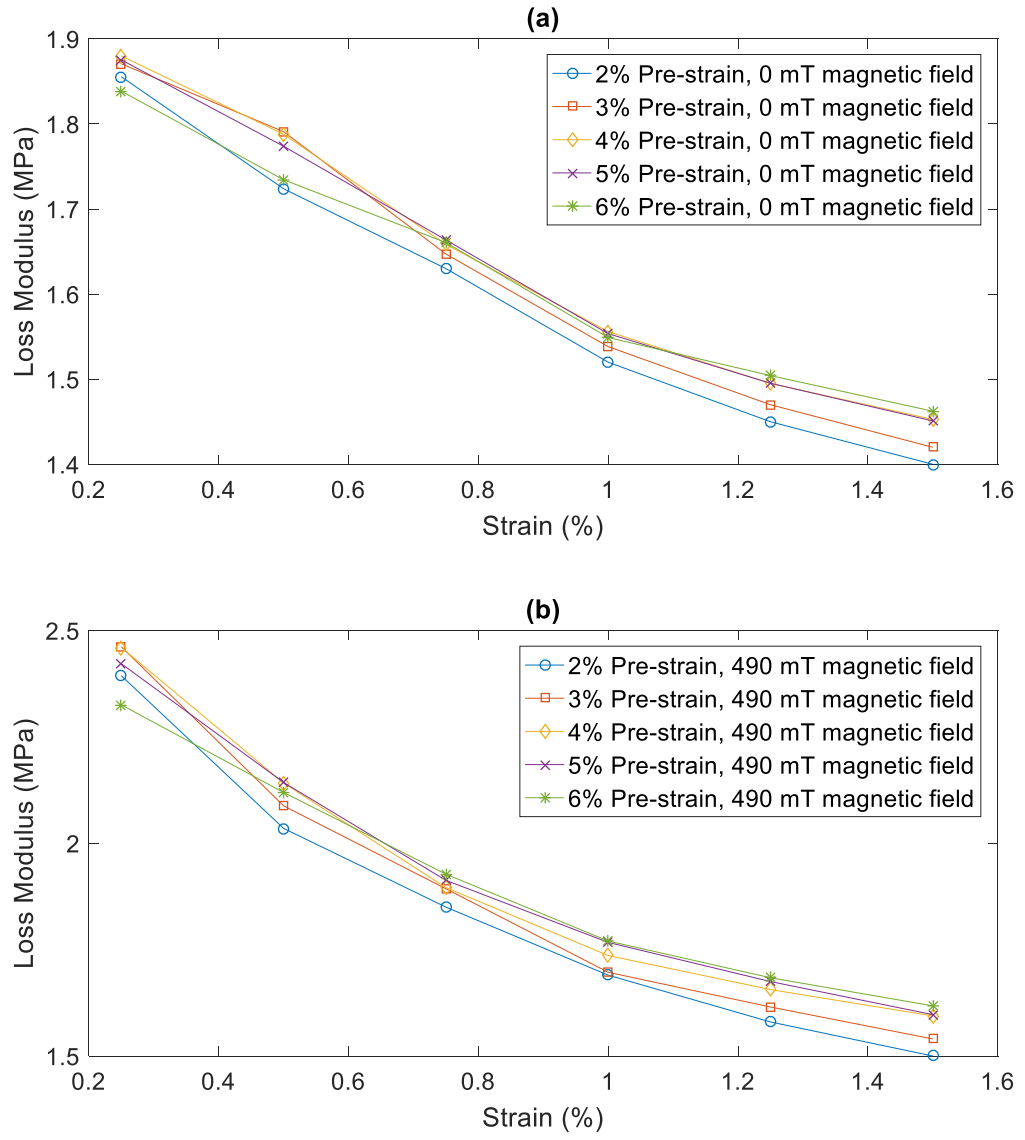 (a)
1.9
1.8
1.7
1.6
1.5
1.4
Loss Modulus (MPa)
2% Pre-strain, 0 mT magnetic field
3% Pre-strain, 0 mT magnetic field
4% Pre-strain, 0 mT magnetic field
5% Pre-strain, 0 mT magnetic field
6% Pre-strain, 0 mT magnetic field
0.2 0.4 0.6 0.8 1 1.2 1.4 1.6
Strain (%)
(b)
2.5
2
1.5
Loss Modulus (MPa)
2% Pre-strain, 490 mT magnetic field
3% Pre-strain, 490 mT magnetic field
4% Pre-strain, 490 mT magnetic field
5% Pre-strain, 490 mT magnetic field
6% Pre-strain, 490 mT magnetic field
0.2 0.4 0.6 0.8 1 1.2 1.4 1.6
Strain (%)